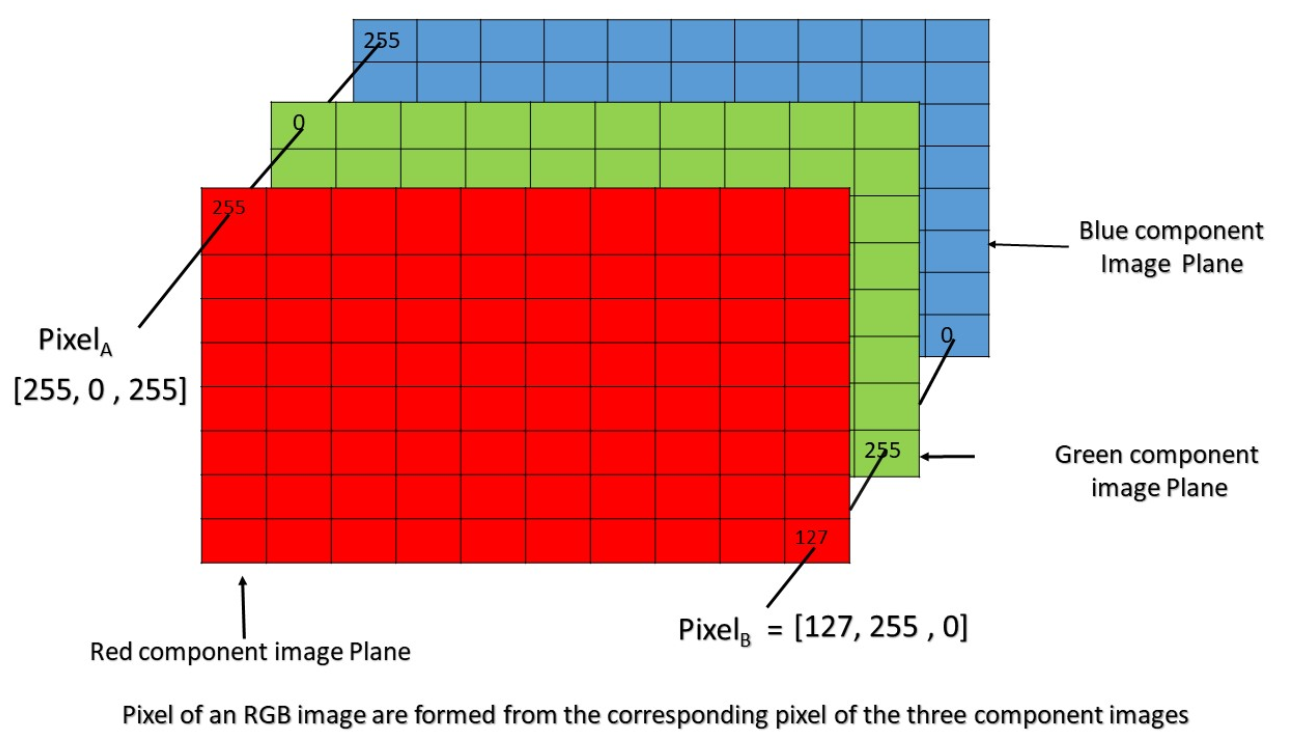 255
0
255
Blue component
Image Plane
PixelA
[255, 0 , 255]
0
255
Green component
image Plane
127
PixelB = [127, 255 , 0]
Red component image Plane
Pixel of an RGB image are formed from the corresponding pixel of the three component images